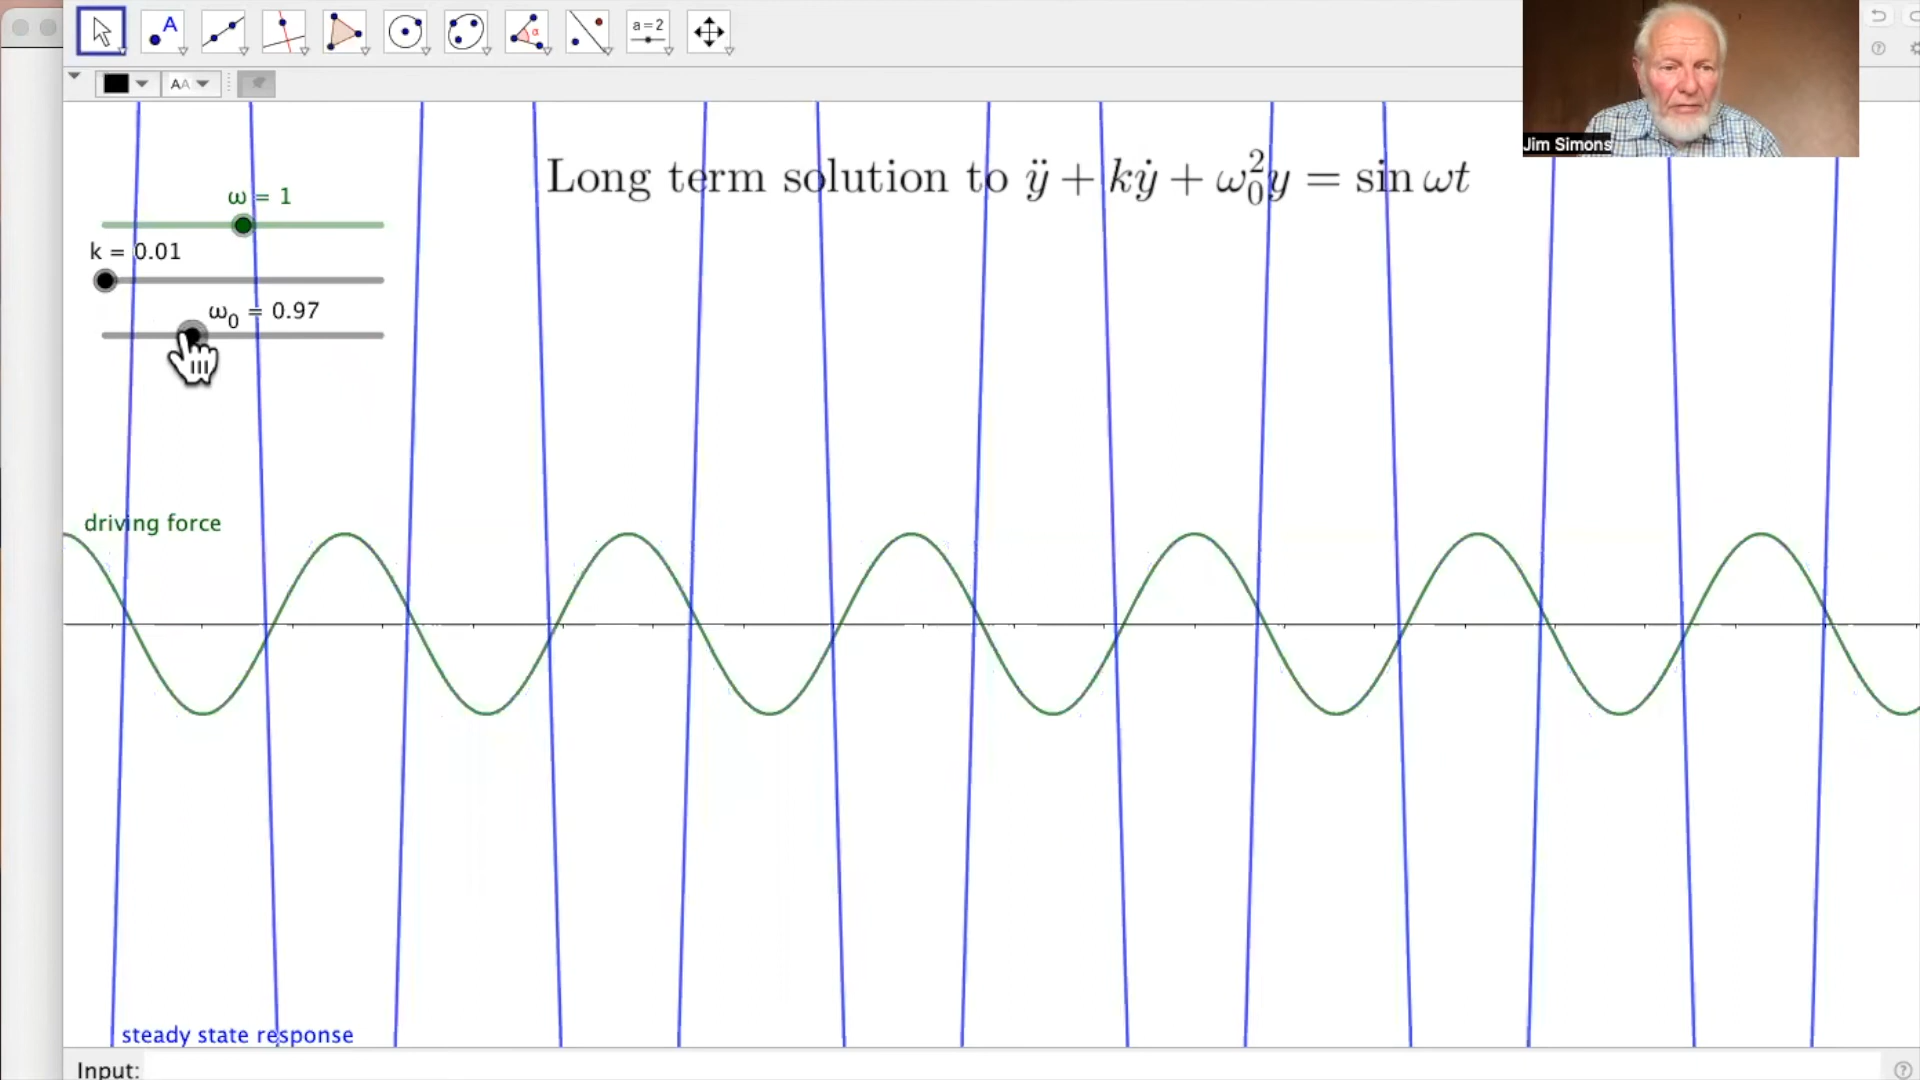 A
α
a=2
AA
Jim Simons
Long term solution to ÿ + kẏ + ω₀²y = sin ωt
ω = 1
k = 0.01
ω₀ = 0.97
driving force
steady state response
Input: